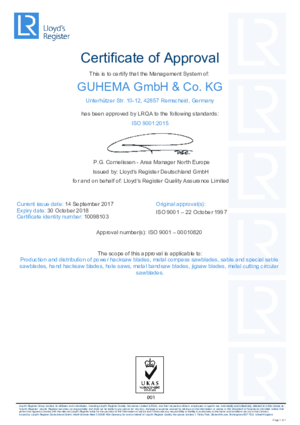 LR
Lloyd's
Register
LR
Certificate of Approval
This is to certify that the Management System of:
GUHEMA GmbH & Co. KG
Unterhützer Str. 10-12, 42857 Remscheid, Germany
has been approved by LRQA to the following standards:
ISO 9001:2015
P.G. Cornelissen - Area Manager North Europe
Issued by: Lloyd's Register Deutschland GmbH
for and on behalf of: Lloyd's Register Quality Assurance Limited
Current issue date: 14 September 2017
Expiry date: 30 October 2018
Certificate identity number: 10098103
Original approval(s):
ISO 9001 – 22 October 1997
Approval number(s): ISO 9001 – 00010820
The scope of this approval is applicable to:
Production and distribution of power hacksaw blades, metal compass sawblades, sable and special sable
sawblades, hand hacksaw blades, hole saws, metal bandsaw blades, jigsaw blades, metal cutting circular
sawblades.
UKAS
MANAGEMENT
SYSTEMS
001
Page 1 of 1